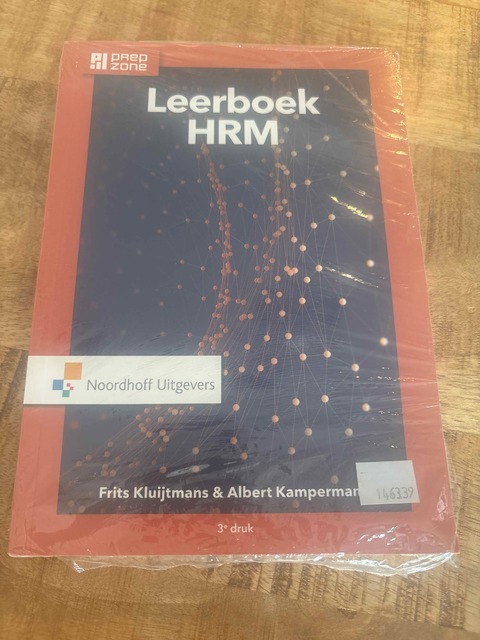 PREP
ZONE
Leerboek
HRM
Noordhoff Uitgevers
Frits Kluijtmans & Albert Kamperman
146339
3e druk